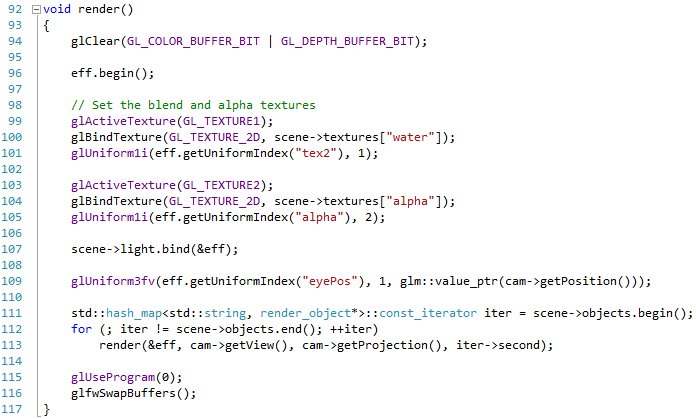 92 void render()
93 {
94 glClear(GL_COLOR_BUFFER_BIT | GL_DEPTH_BUFFER_BIT);
95
96 eff.begin();
97
98 // Set the blend and alpha textures
99 glActiveTexture(GL_TEXTURE1);
100 glBindTexture(GL_TEXTURE_2D, scene->textures["water"]);
101 glUniform1i(eff.getUniformIndex("tex2"), 1);
102
103 glActiveTexture(GL_TEXTURE2);
104 glBindTexture(GL_TEXTURE_2D, scene->textures["alpha"]);
105 glUniform1i(eff.getUniformIndex("alpha"), 2);
106
107 scene->light.bind(&eff);
108
109 glUniform3fv(eff.getUniformIndex("eyePos"), 1, glm::value_ptr(cam->getPosition()));
110
111 std::hash_map<std::string, render_object*>::const_iterator iter = scene->objects.begin();
112 for (; iter != scene->objects.end(); ++iter)
113 render(&eff, cam->getView(), cam->getProjection(), iter->second);
114
115 glUseProgram(0);
116 glfwSwapBuffers();
117 }